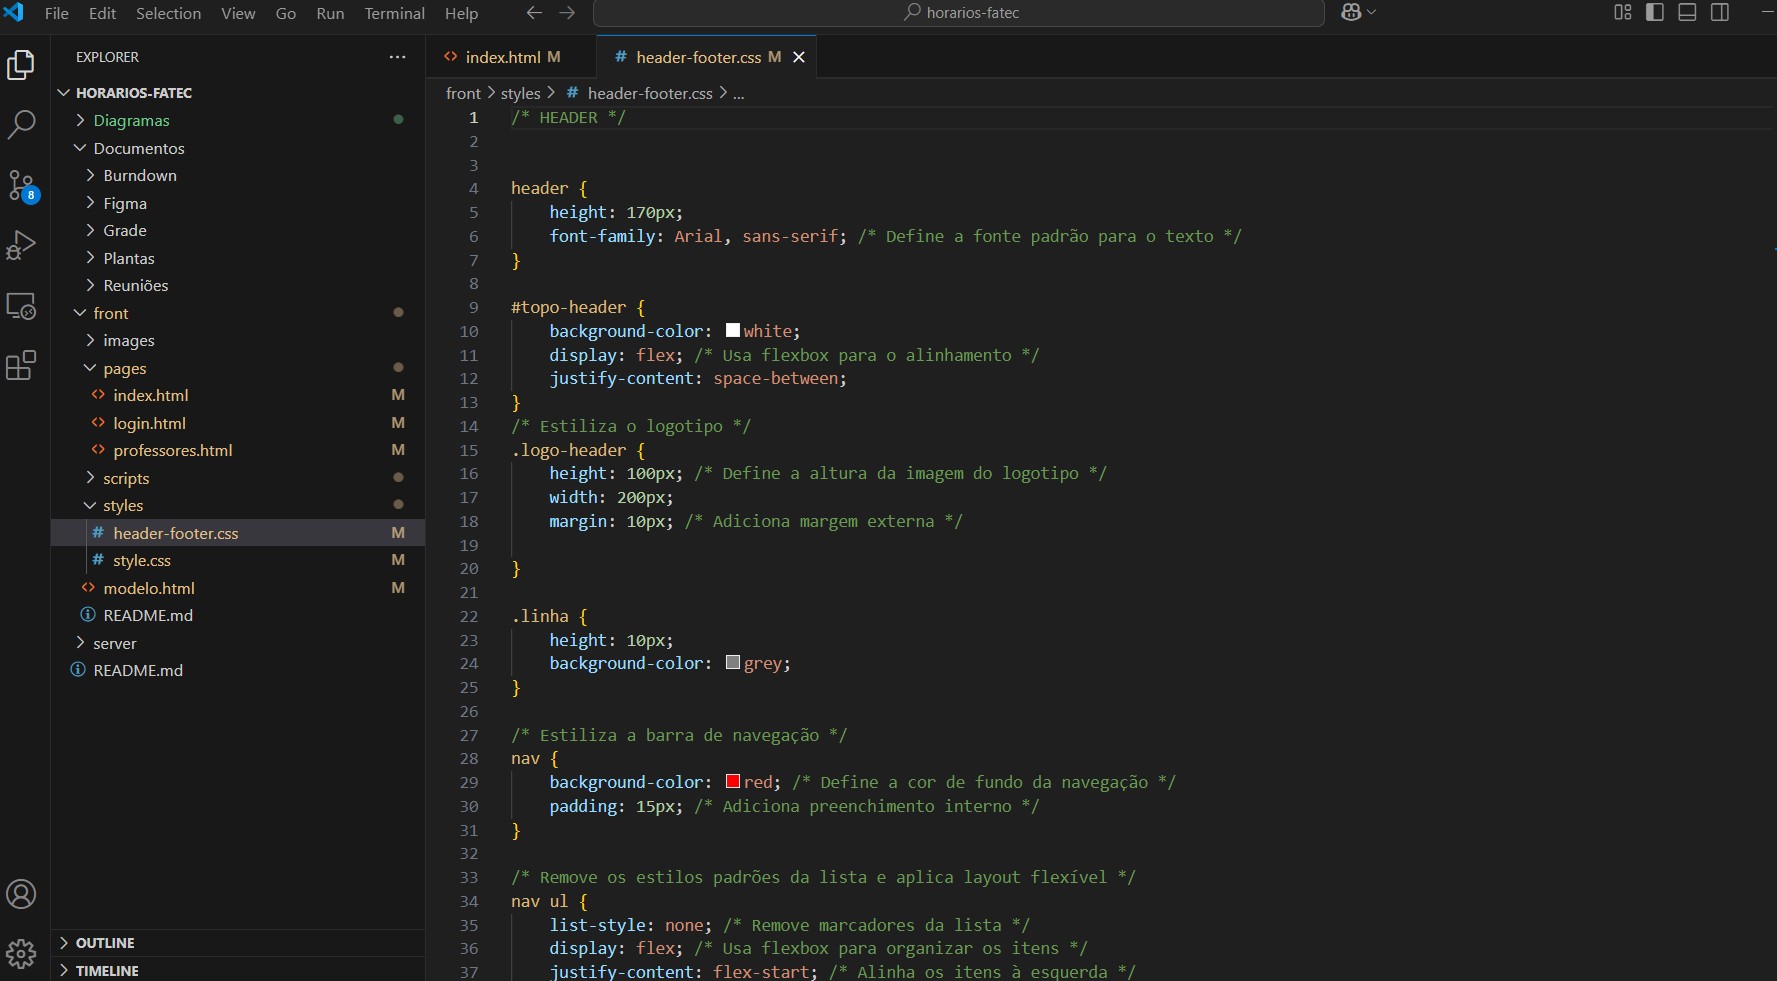 File Edit Selection View Go Run Terminal Help
horarios-fatec
EXPLORER
HORARIOS-FATEC
Diagramas
Documentos
Burndown
Figma
Grade
Plantas
Reuniões
front
images
pages
index.html M
login.html M
professores.html M
scripts
styles
header-footer.css M
style.css M
modelo.html M
README.md
server
README.md
OUTLINE
TIMELINE
8
index.html M
header-footer.css M
front > styles > # header-footer.css > ...
1 /* HEADER */
2
3
4 header {
5 height: 170px;
6 font-family: Arial, sans-serif; /* Define a fonte padrão para o texto */
7 }
8
9 #topo-header {
10 background-color: white;
11 display: flex; /* Usa flexbox para o alinhamento */
12 justify-content: space-between;
13 }
14 /* Estiliza o logotipo */
15 .logo-header {
16 height: 100px; /* Define a altura da imagem do logotipo */
17 width: 200px;
18 margin: 10px; /* Adiciona margem externa */
19
20 }
21
22 .linha {
23 height: 10px;
24 background-color: grey;
25 }
26
27 /* Estiliza a barra de navegação */
28 nav {
29 background-color: red; /* Define a cor de fundo da navegação */
30 padding: 15px; /* Adiciona preenchimento interno */
31 }
32
33 /* Remove os estilos padrões da lista e aplica layout flexível */
34 nav ul {
35 list-style: none; /* Remove marcadores da lista */
36 display: flex; /* Usa flexbox para organizar os itens */
37 justify-content: flex-start; /* Alinha os itens à esquerda */